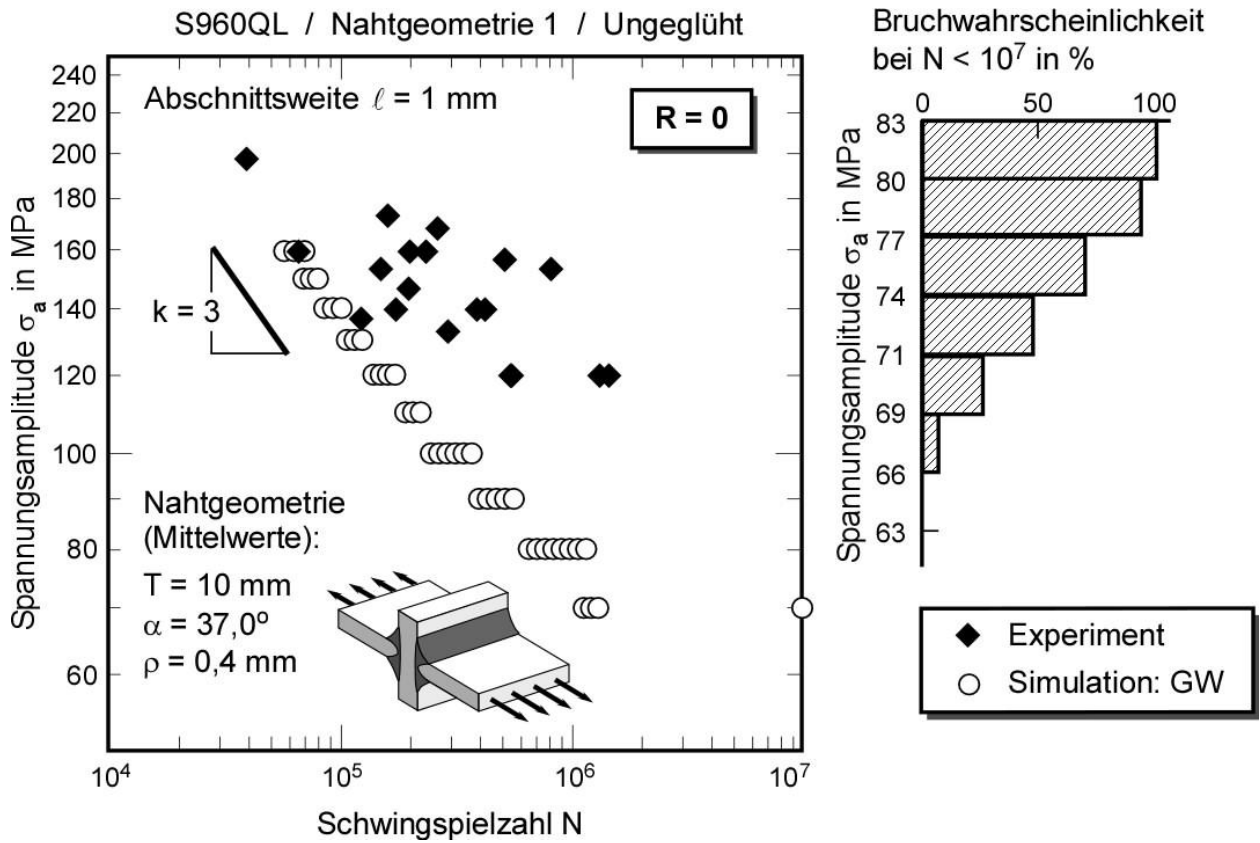 S960QL / Nahtgeometrie 1 / Ungeglüht
Abschnittsweite ℓ = 1 mm
R = 0
k = 3
Nahtgeometrie
(Mittelwerte):
T = 10 mm
α = 37,0º
ρ = 0,4 mm
Spannungsamplitude σₐ in MPa
240
220
200
180
160
140
120
100
80
60
10⁴
10⁵
10⁶
10⁷
Schwingspielzahl N
Bruchwahrscheinlichkeit
bei N < 10⁷ in %
0 50 100
Spannungsamplitude σₐ in MPa
83
80
77
74
71
69
66
63
Experiment
Simulation: GW